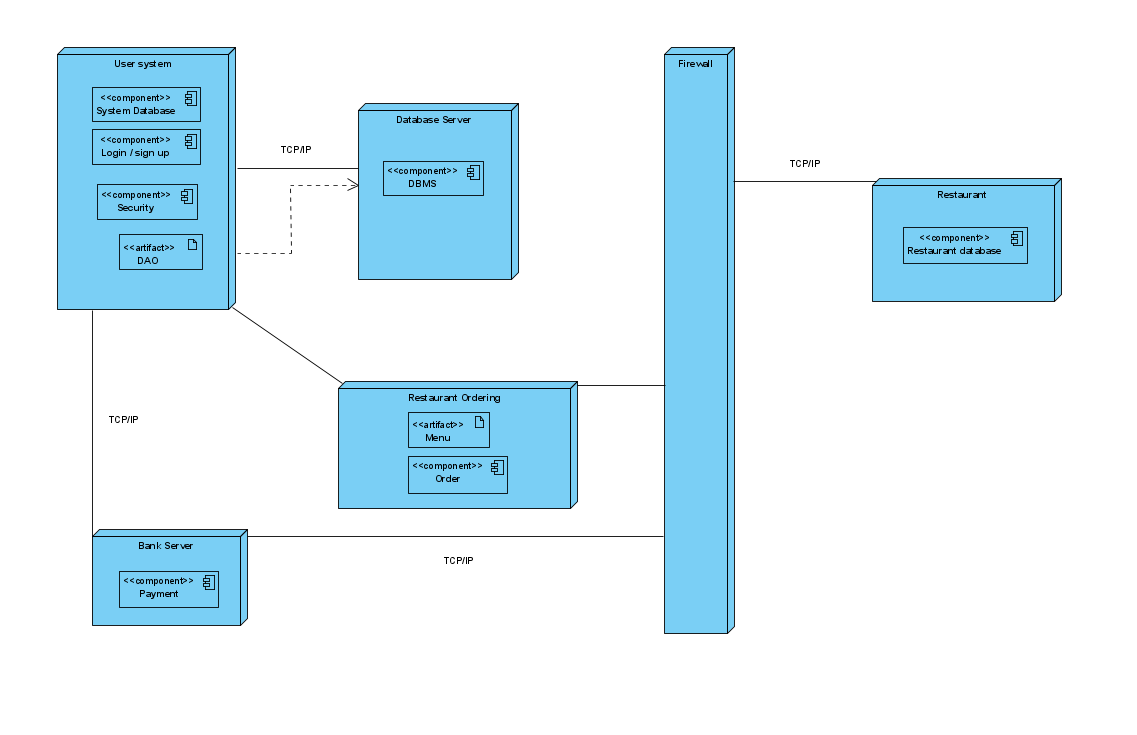 User system
<<component>>
System Database
<<component>>
Login / sign up
<<component>>
Security
<<artifact>>
DAO
TCP/IP
Database Server
<<component>>
DBMS
Firewall
TCP/IP
Restaurant
<<component>>
Restaurant database
Restaurant Ordering
<<artifact>>
Menu
<<component>>
Order
TCP/IP
Bank Server
<<component>>
Payment
TCP/IP